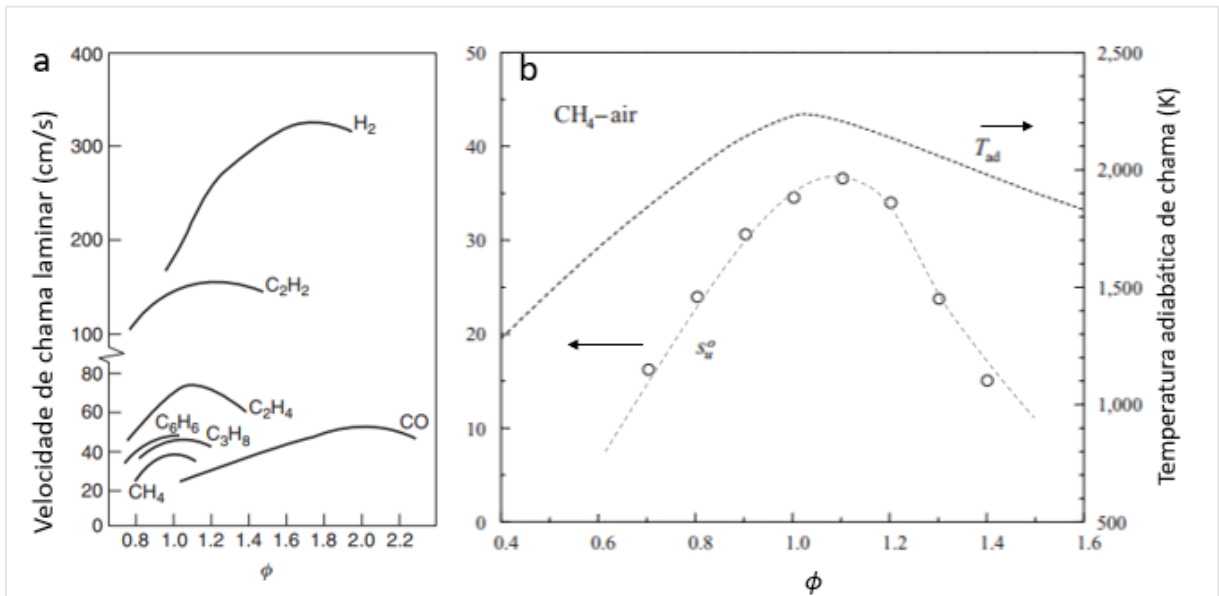 a
Velocidade de chama laminar (cm/s)
400
300
200
100
80
60
40
20
0
H2
C2H2
C2H4
C6H6
C3H8
CO
CH4
0.8 1.0 1.2 1.4 1.6 1.8 2.0 2.2
ϕ
b
50
40
30
20
10
0
CH4–air
Tad
s_u^o
2,500
2,000
1,500
1,000
500
Temperatura adiabática de chama (K)
0.4 0.6 0.8 1.0 1.2 1.4 1.6
ϕ